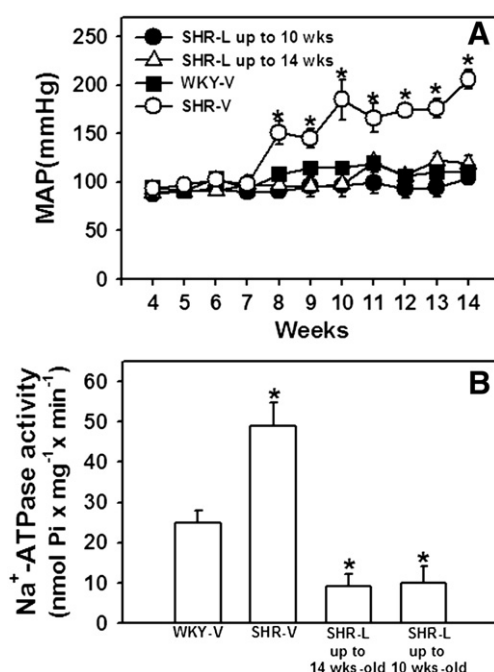 A
SHR-L up to 10 wks
SHR-L up to 14 wks
WKY-V
SHR-V
MAP(mmHg)
250
200
150
100
50
0
* * * * * * *
4 5 6 7 8 9 10 11 12 13 14
Weeks
B
Na⁺-ATPase activity
(nmol Pi x mg⁻¹x min⁻¹)
60
50
40
30
20
10
0
* * *
WKY-V SHR-V SHR-L SHR-L
up to up to
14 wks-old 10 wks-old